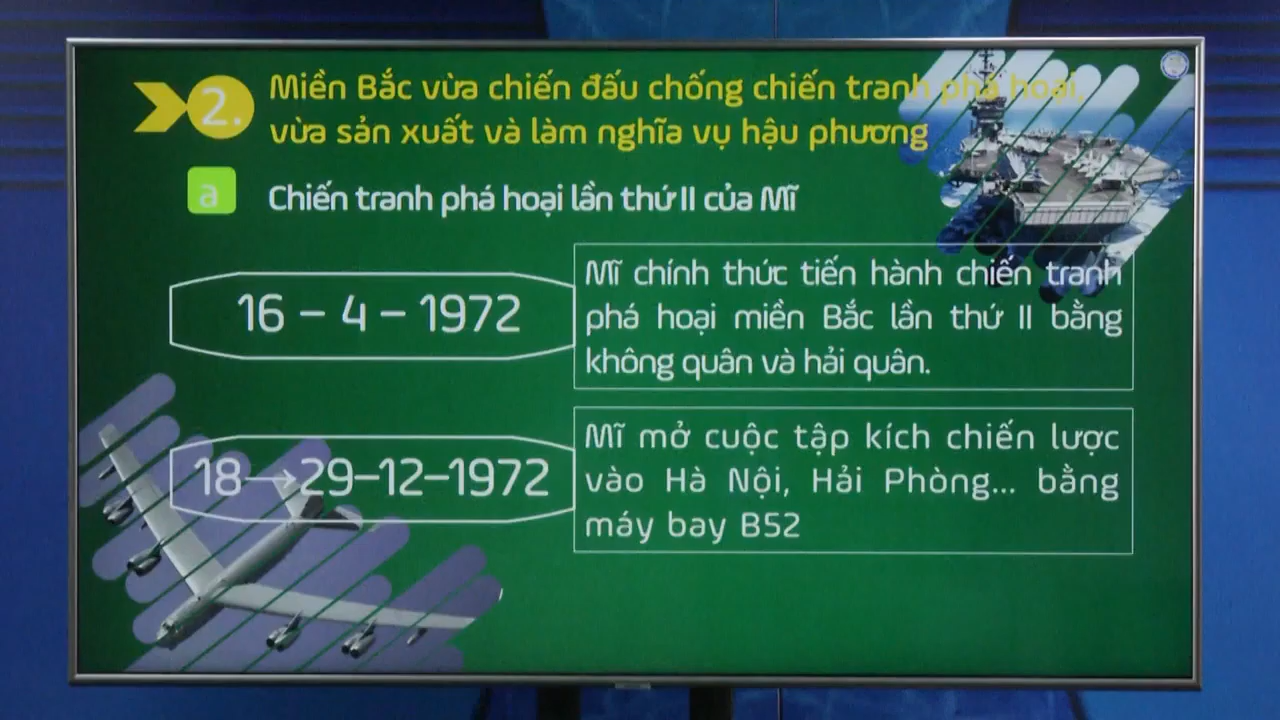 2. Miền Bắc vừa chiến đấu chống chiến tranh phá hoại,
vừa sản xuất và làm nghĩa vụ hậu phương
a Chiến tranh phá hoại lần thứ II của Mĩ
16 – 4 – 1972
Mĩ chính thức tiến hành chiến tranh
phá hoại miền Bắc lần thứ II bằng
không quân và hải quân.
18→29–12–1972
Mĩ mở cuộc tập kích chiến lược
vào Hà Nội, Hải Phòng... bằng
máy bay B52